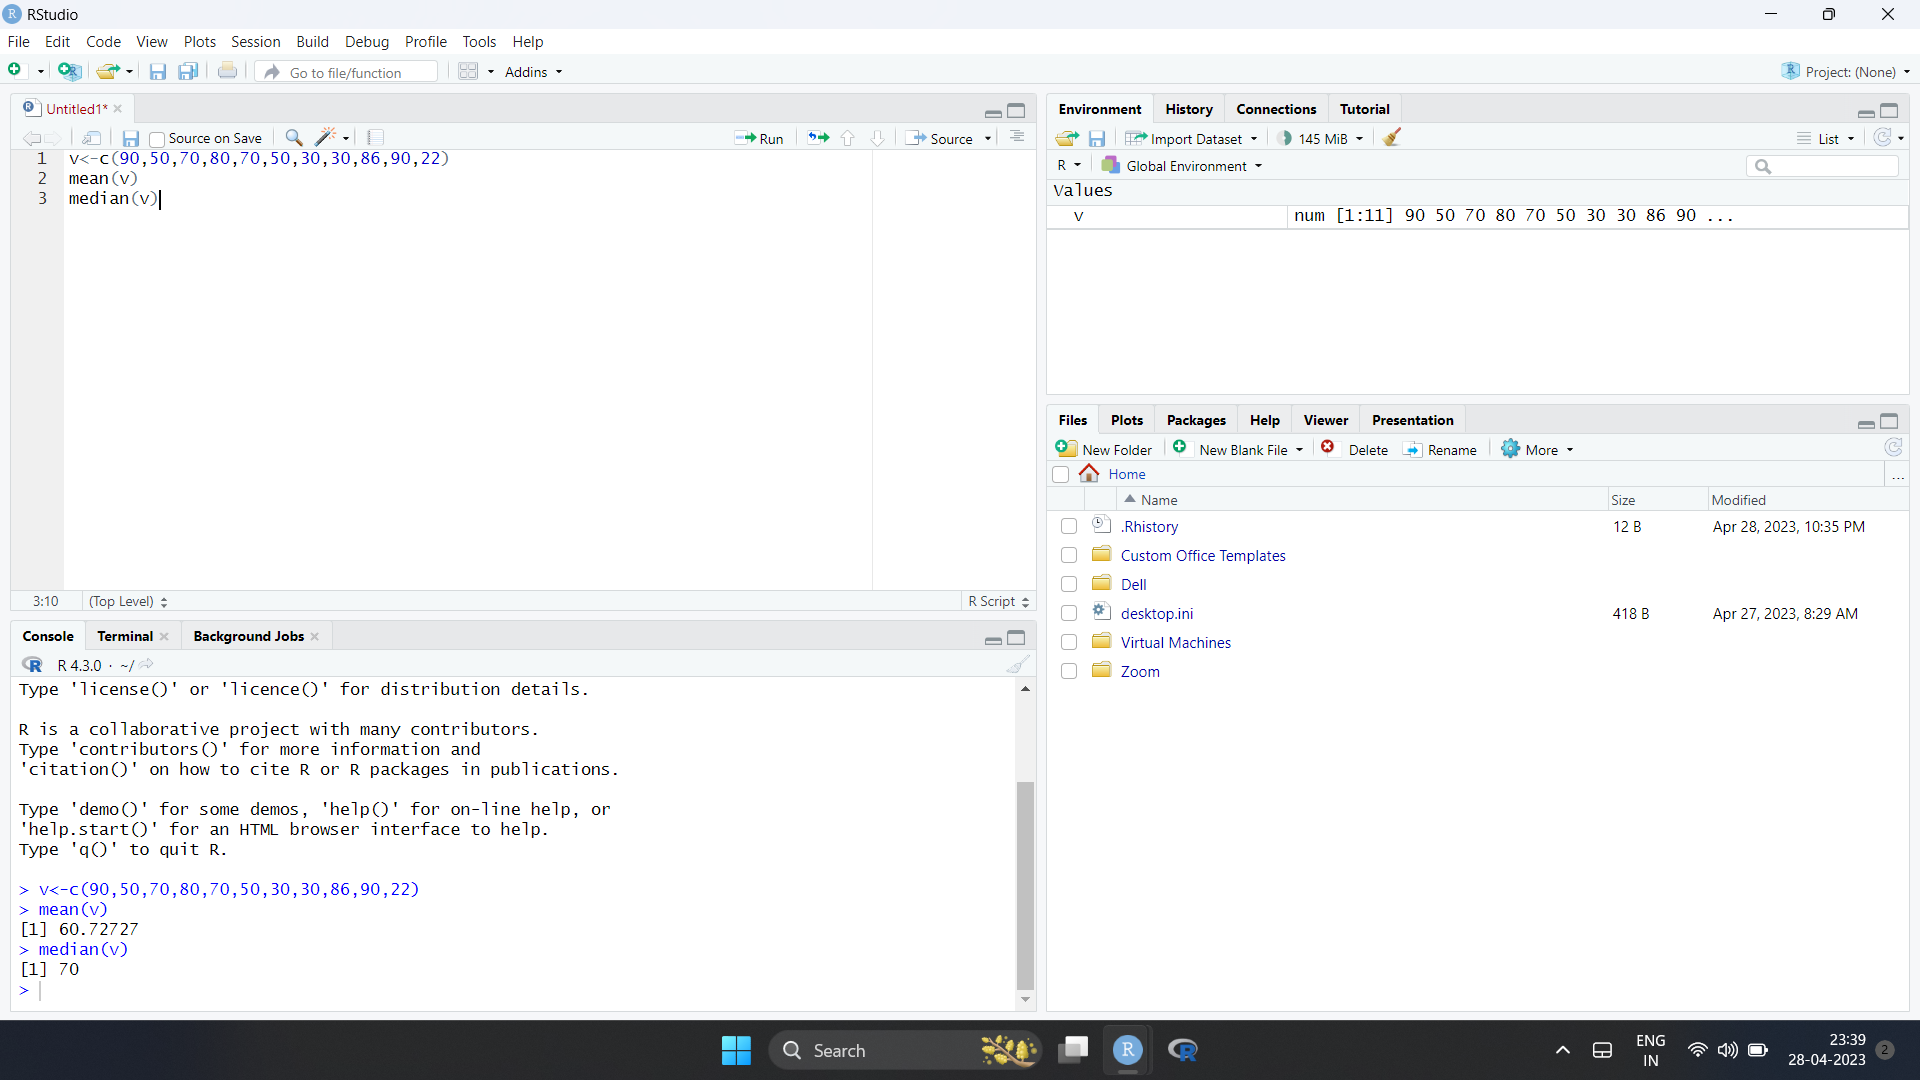 RStudio
File Edit Code View Plots Session Build Debug Profile Tools Help
Go to file/function Addins Project: (None)
Untitled1*
Source on Save Run Source
1 v<-c(90,50,70,80,70,50,30,30,86,90,22)
2 mean(v)
3 median(v)
3:10 (Top Level) R Script
Console Terminal Background Jobs
R 4.3.0 · ~/
Type 'license()' or 'licence()' for distribution details.
R is a collaborative project with many contributors.
Type 'contributors()' for more information and
'citation()' on how to cite R or R packages in publications.
Type 'demo()' for some demos, 'help()' for on-line help, or
'help.start()' for an HTML browser interface to help.
Type 'q()' to quit R.
> v<-c(90,50,70,80,70,50,30,30,86,90,22)
> mean(v)
[1] 60.72727
> median(v)
[1] 70
>
Environment History Connections Tutorial
Import Dataset 145 MiB List
R Global Environment
Values
v num [1:11] 90 50 70 80 70 50 30 30 86 90 ...
Files Plots Packages Help Viewer Presentation
New Folder New Blank File Delete Rename More
Home ...
Name Size Modified
.Rhistory 12 B Apr 28, 2023, 10:35 PM
Custom Office Templates
Dell
desktop.ini 418 B Apr 27, 2023, 8:29 AM
Virtual Machines
Zoom
Search
ENG
IN
23:39
28-04-2023
2